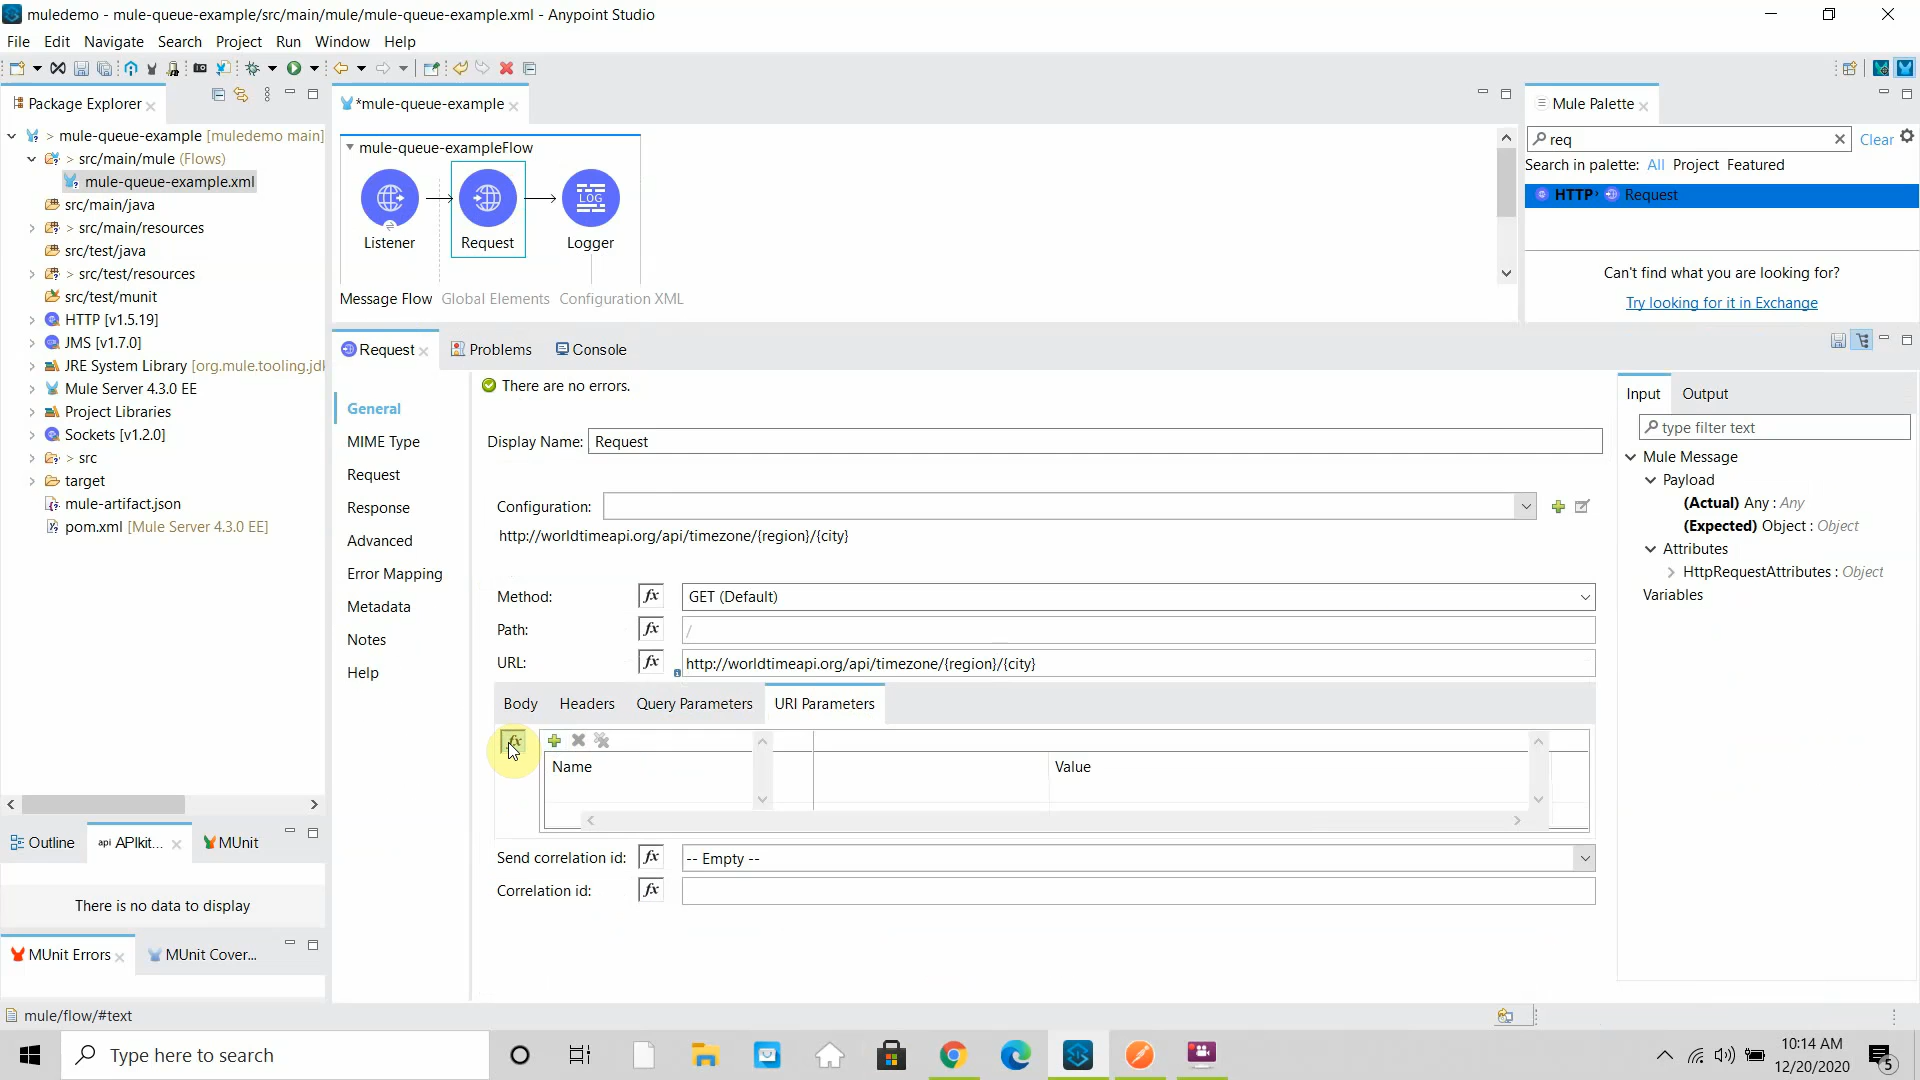 muledemo - mule-queue-example/src/main/mule/mule-queue-example.xml - Anypoint Studio
File Edit Navigate Search Project Run Window Help
Package Explorer
mule-queue-example [muledemo main]
src/main/mule (Flows)
mule-queue-example.xml
src/main/java
> src/main/resources
src/test/java
> src/test/resources
src/test/munit
HTTP [v1.5.19]
JMS [v1.7.0]
JRE System Library [org.mule.tooling.jdl
Mule Server 4.3.0 EE
Project Libraries
Sockets [v1.2.0]
> src
target
mule-artifact.json
pom.xml [Mule Server 4.3.0 EE]
*mule-queue-example
mule-queue-exampleFlow
LOG
Listener Request Logger
Message Flow Global Elements Configuration XML
Mule Palette
req
Clear
Search in palette: All Project Featured
HTTP Request
Can't find what you are looking for?
Try looking for it in Exchange
Request Problems Console
There are no errors.
General
MIME Type
Request
Response
Advanced
Error Mapping
Metadata
Notes
Help
Display Name: Request
Configuration:
http://worldtimeapi.org/api/timezone/{region}/{city}
Method: fx GET (Default)
Path: fx /
URL: fx http://worldtimeapi.org/api/timezone/{region}/{city}
Body Headers Query Parameters URI Parameters
fx
Name Value
Send correlation id: fx -- Empty --
Correlation id: fx
Input Output
type filter text
Mule Message
Payload
(Actual) Any : Any
(Expected) Object : Object
Attributes
HttpRequestAttributes : Object
Variables
Outline api APIkit... MUnit
There is no data to display
MUnit Errors MUnit Cover...
mule/flow/#text
Type here to search
10:14 AM
12/20/2020
5